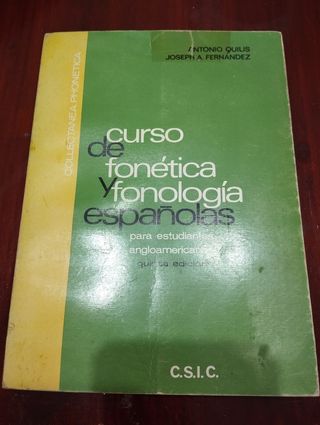 ANTONIO QUILIS
JOSEPH A. FERNÁNDEZ
COLLECTANEA PHONETICA
curso
de
fonética
y fonología
españolas
para estudiantes
angloamericanos
quinta edición
C.S.I.C.